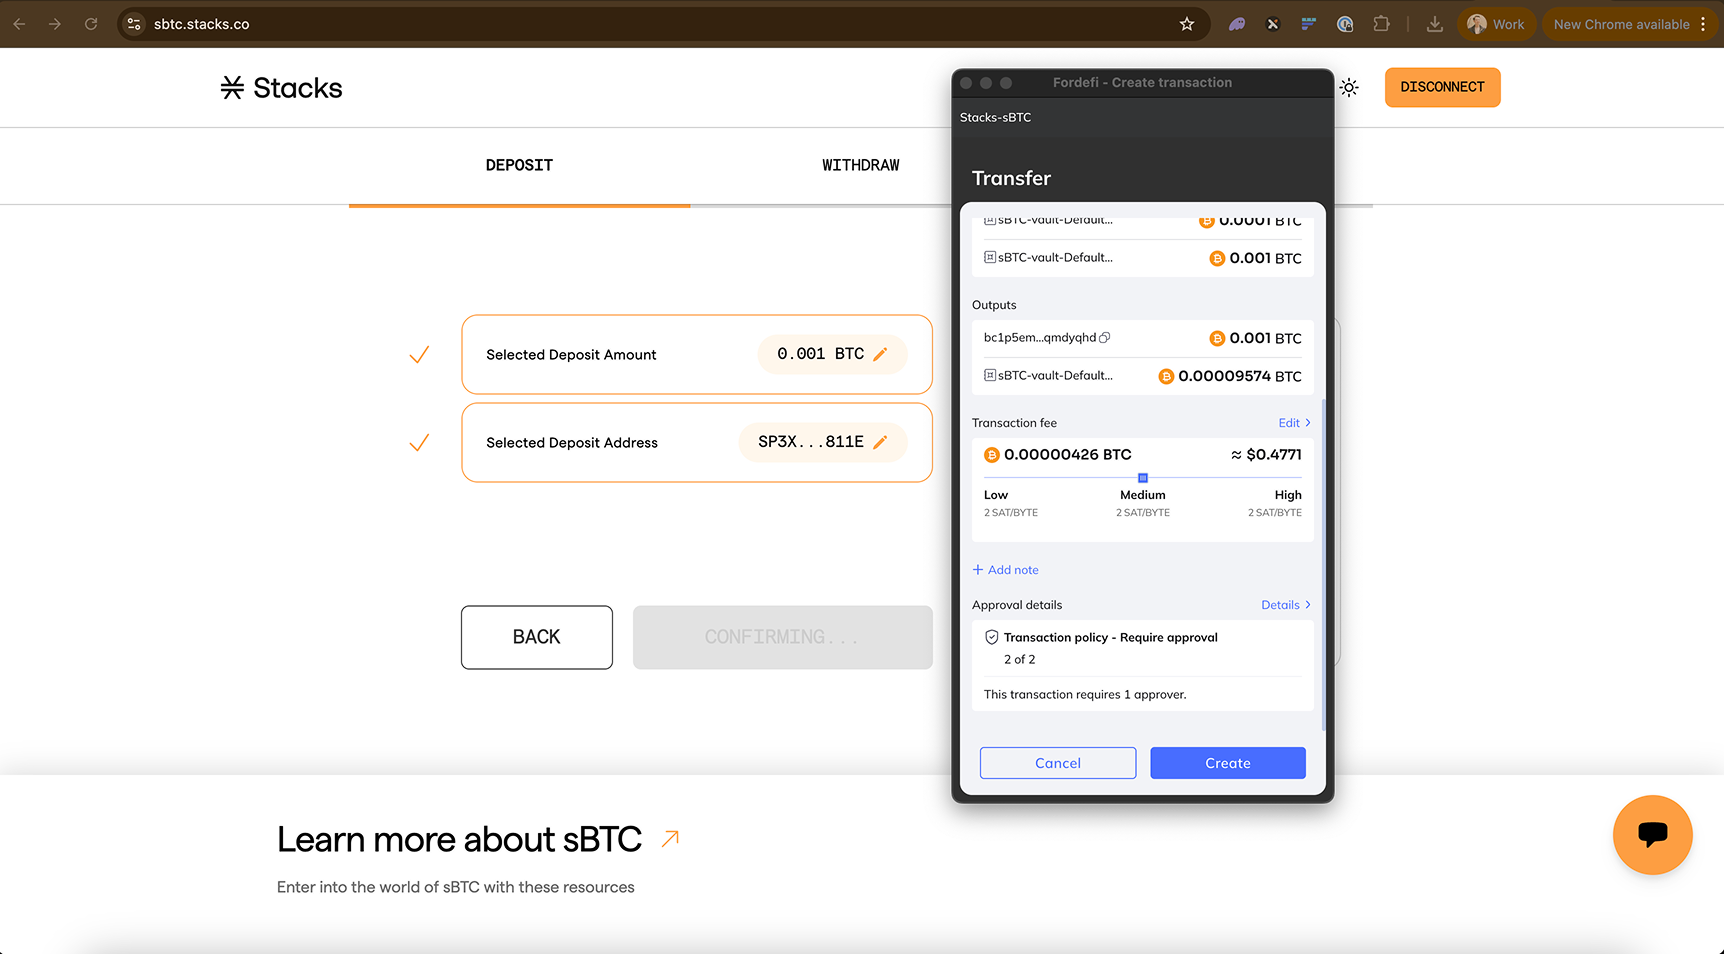 sbtc.stacks.co
Work
New Chrome available
Stacks
DISCONNECT
DEPOSIT
WITHDRAW
Selected Deposit Amount
0.001 BTC
Selected Deposit Address
SP3X...811E
BACK
CONFIRMING...
Fordefi - Create transaction
Stacks-sBTC
Transfer
sBTC-vault-Default... 0.0001 BTC
sBTC-vault-Default... 0.001 BTC
Outputs
bc1p5em...qmdyqhd 0.001 BTC
sBTC-vault-Default... 0.00009574 BTC
Transaction fee Edit
0.00000426 BTC ≈ $0.4771
Low Medium High
2 SAT/BYTE 2 SAT/BYTE 2 SAT/BYTE
+ Add note
Approval details Details
Transaction policy - Require approval
2 of 2
This transaction requires 1 approver.
Cancel Create
Learn more about sBTC
Enter into the world of sBTC with these resources